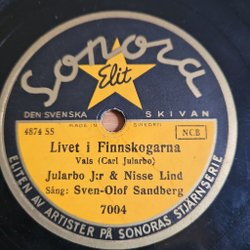 Sonora
Elit
DEN SVENSKA SKIVAN
4874 SS
MADE IN SWEDEN
NCB
Livet i Finnskogarna
Vals (Carl Jularbo)
Jularbo J:r & Nisse Lind
Sång: Sven-Olof Sandberg
7004
ELITEN AV ARTISTER PÅ SONORAS STJÄRNSERIE